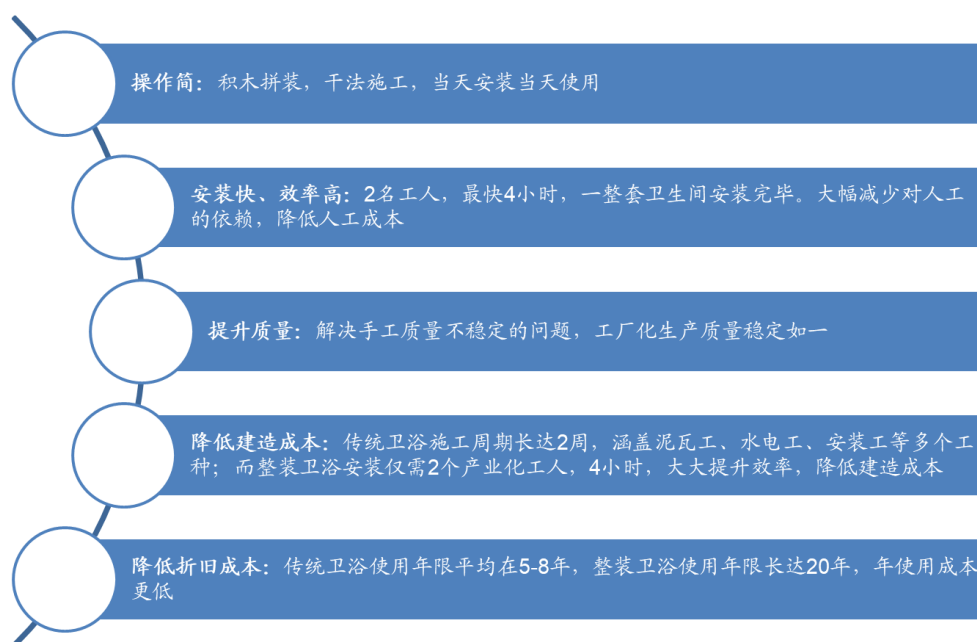 操作简：积木拼装，干法施工，当天安装当天使用
安装快、效率高：2名工人，最快4小时，一整套卫生间安装完毕。大幅减少对人工
的依赖，降低人工成本
提升质量：解决手工质量不稳定的问题，工厂化生产质量稳定如一
降低建造成本：传统卫浴施工周期长达2周，涵盖泥瓦工、水电工、安装工等多个工
种；而整装卫浴安装仅需2个产业化工人，4小时，大大提升效率，降低建造成本
降低折旧成本：传统卫浴使用年限平均在5-8年，整装卫浴使用年限长达20年，年使用成本
更低